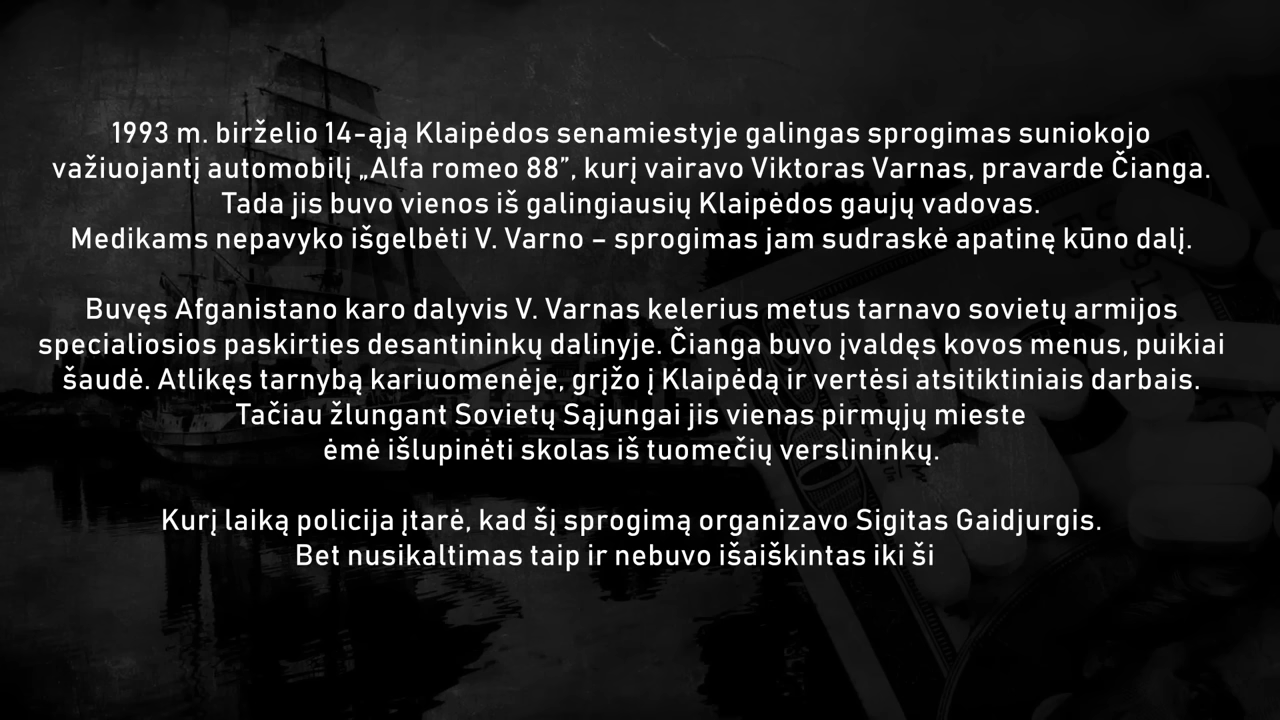 1993 m. birželio 14-ąją Klaipėdos senamiestyje galingas sprogimas suniokojo
važiuojantį automobilį „Alfa romeo 88”, kurį vairavo Viktoras Varnas, pravarde Čianga.
Tada jis buvo vienos iš galingiausių Klaipėdos gaujų vadovas.
Medikams nepavyko išgelbėti V. Varno – sprogimas jam sudraskė apatinę kūno dalį.
Buvęs Afganistano karo dalyvis V. Varnas kelerius metus tarnavo sovietų armijos
specialiosios paskirties desantininkų dalinyje. Čianga buvo įvaldęs kovos menus, puikiai
šaudė. Atlikęs tarnybą kariuomenėje, grįžo į Klaipėdą ir vertėsi atsitiktiniais darbais.
Tačiau žlungant Sovietų Sąjungai jis vienas pirmųjų mieste
ėmė išlupinėti skolas iš tuomečių verslininkų.
Kurį laiką policija įtarė, kad šį sprogimą organizavo Sigitas Gaidjurgis.
Bet nusikaltimas taip ir nebuvo išaiškintas iki ši